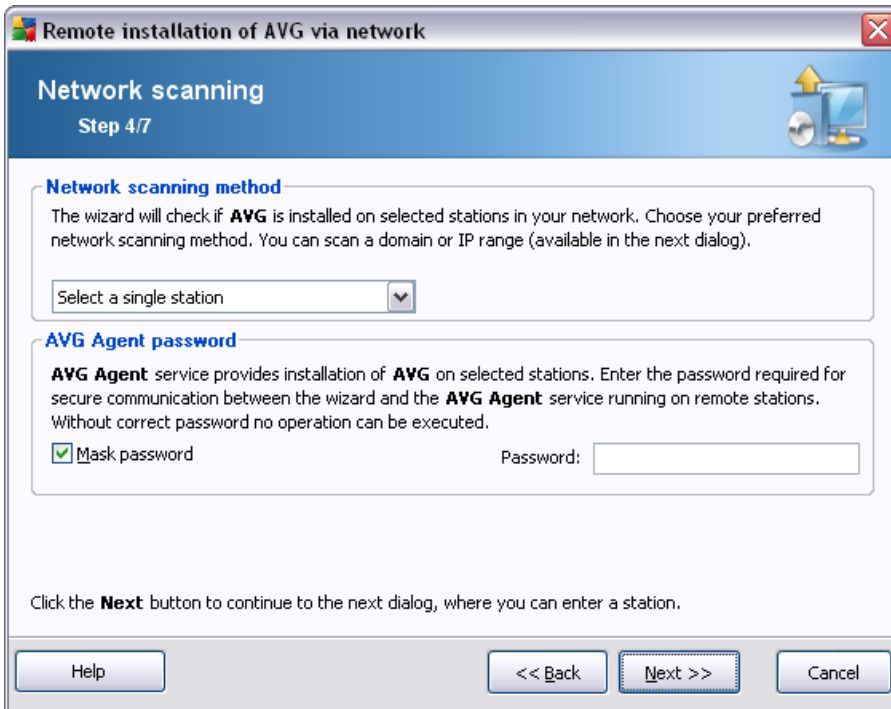 Remote installation of AVG via network
Network scanning
Step 4/7
Network scanning method
The wizard will check if AVG is installed on selected stations in your network. Choose your preferred
network scanning method. You can scan a domain or IP range (available in the next dialog).
Select a single station
AVG Agent password
AVG Agent service provides installation of AVG on selected stations. Enter the password required for
secure communication between the wizard and the AVG Agent service running on remote stations.
Without correct password no operation can be executed.
Mask password
Password:
Click the Next button to continue to the next dialog, where you can enter a station.
Help
<< Back
Next >>
Cancel